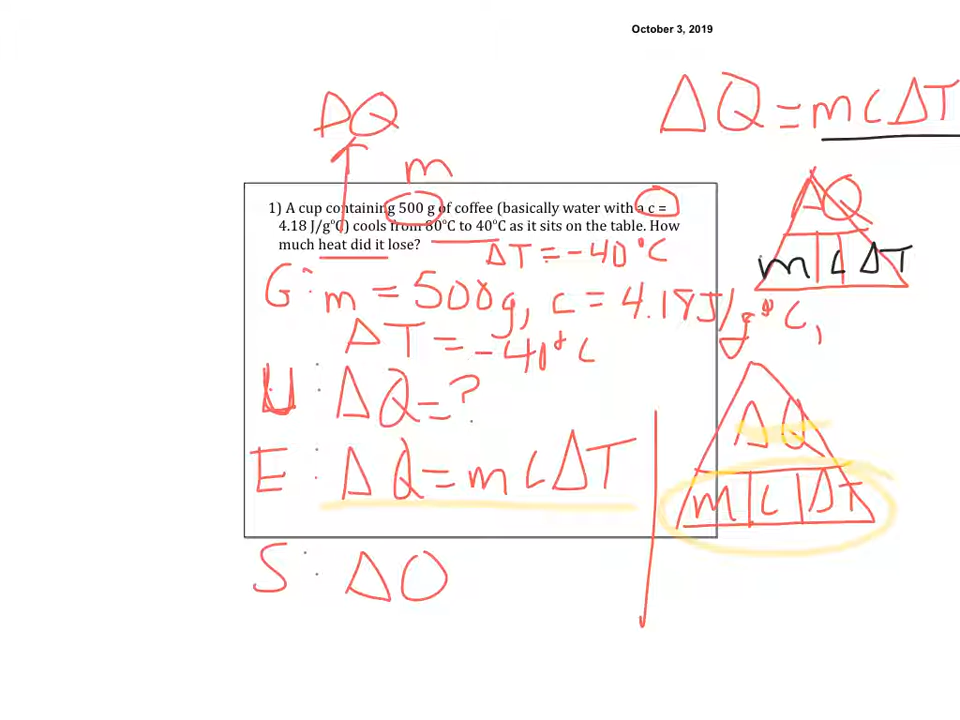 October 3, 2019
ΔQ = mCΔT
ΔQ
m
1) A cup containing 500 g of coffee (basically water with a c =
4.18 J/g°C) cools from 80°C to 40°C as it sits on the table. How
much heat did it lose?
ΔT = -40°C
ΔQ
m C ΔT
G: m = 500g, c = 4.18J/g°C,
ΔT = -40°C
U: ΔQ = ?
E: ΔQ = mCΔT
ΔQ
m C ΔT
S: ΔQ